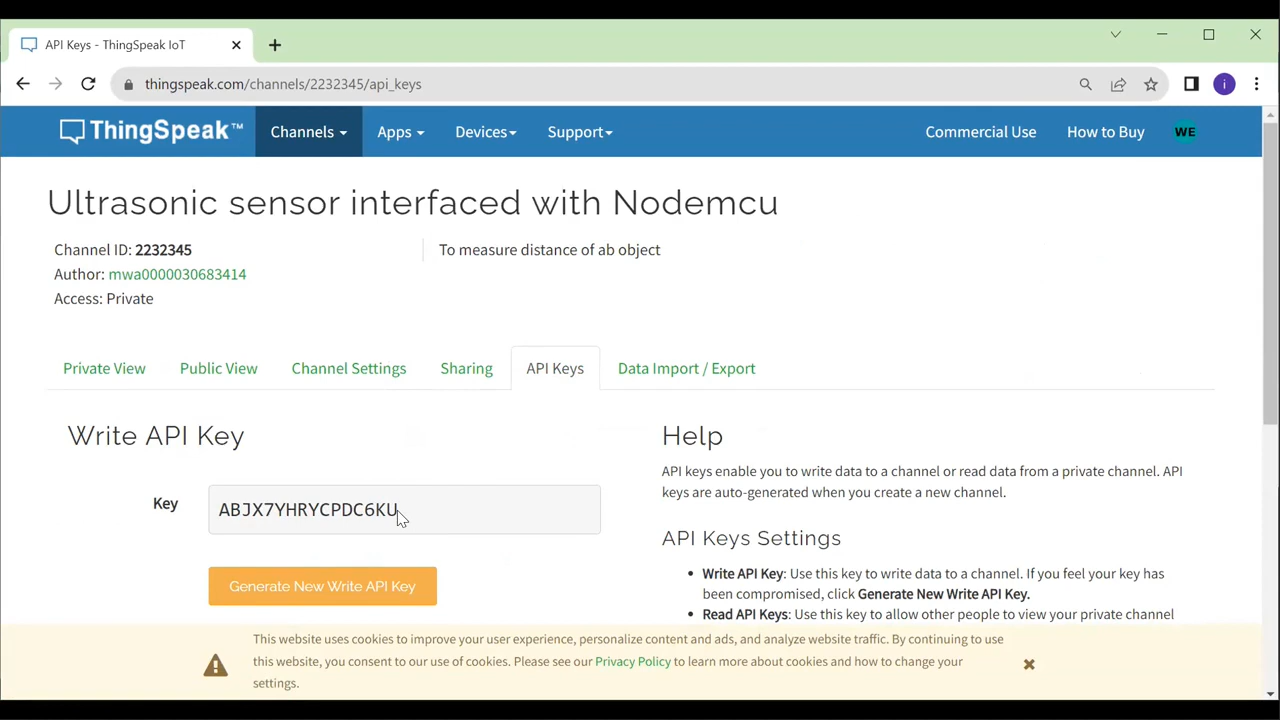 API Keys - ThingSpeak IoT
thingspeak.com/channels/2232345/api_keys
i
ThingSpeak™
Channels
Apps
Devices
Support
Commercial Use
How to Buy
WE
Ultrasonic sensor interfaced with Nodemcu
Channel ID: 2232345
Author: mwa0000030683414
Access: Private
To measure distance of ab object
Private View
Public View
Channel Settings
Sharing
API Keys
Data Import / Export
Write API Key
Key
ABJX7YHRYCPDC6KU
Generate New Write API Key
Help
API keys enable you to write data to a channel or read data from a private channel. API
keys are auto-generated when you create a new channel.
API Keys Settings
Write API Key: Use this key to write data to a channel. If you feel your key has
been compromised, click Generate New Write API Key.
Read API Keys: Use this key to allow other people to view your private channel
This website uses cookies to improve your user experience, personalize content and ads, and analyze website traffic. By continuing to
use this website, you consent to our use of cookies. Please see our Privacy Policy to learn more about cookies and how to change your
settings.